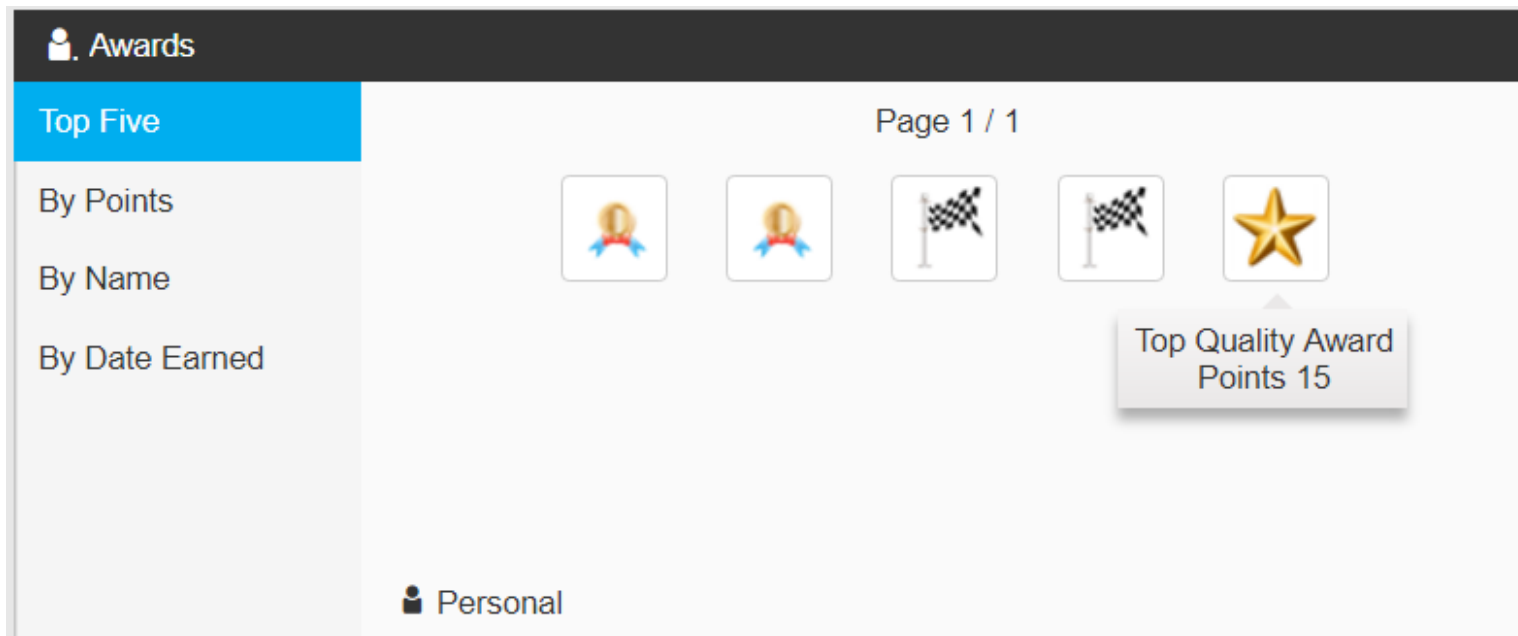 Awards
Top Five
By Points
By Name
By Date Earned
Page 1 / 1
Top Quality Award
Points 15
Personal